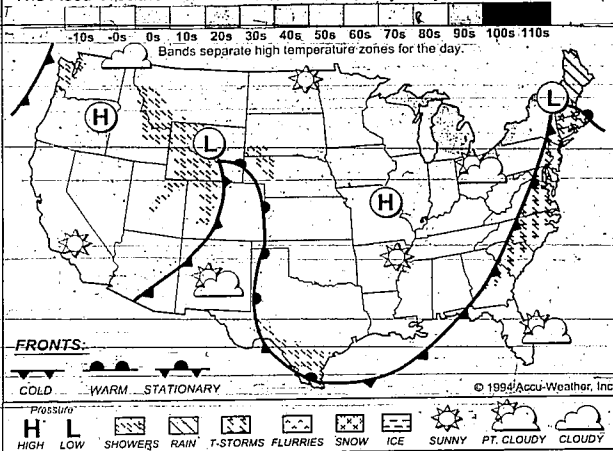 -10s -0s 0s 10s 20s 30s 40s 50s 60s 70s 80s 90s 100s 110s
Bands separate high temperature zones for the day.
H
L
L
H
FRONTS:
COLD WARM STATIONARY
© 1994 Accu-Weather, Inc
Pressure
H L
HIGH LOW SHOWERS RAIN T-STORMS FLURRIES SNOW ICE SUNNY PT. CLOUDY CLOUDY